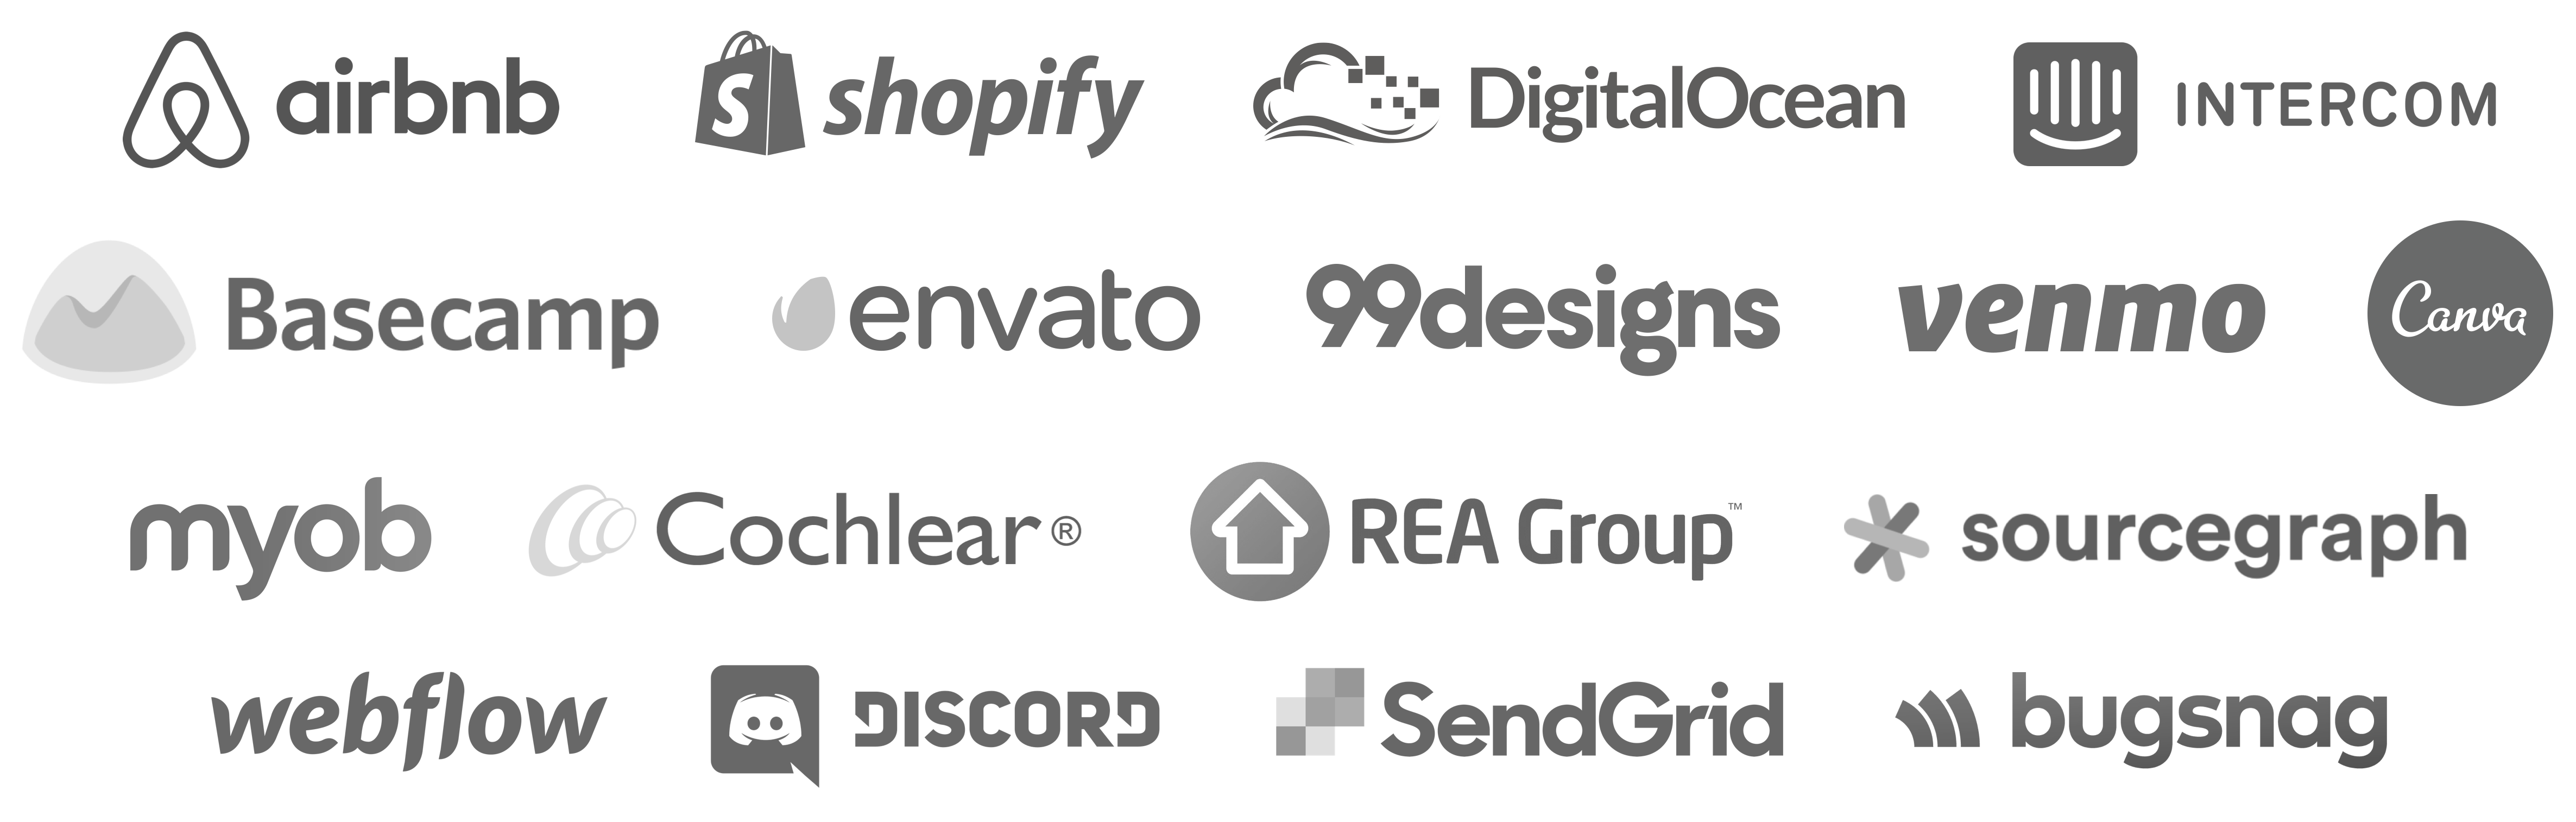 airbnb S shopify DigitalOcean INTERCOM
Basecamp envato 99designs venmo Canva
myob Cochlear® REA Group™ sourcegraph
webflow DISCORD SendGrid bugsnag